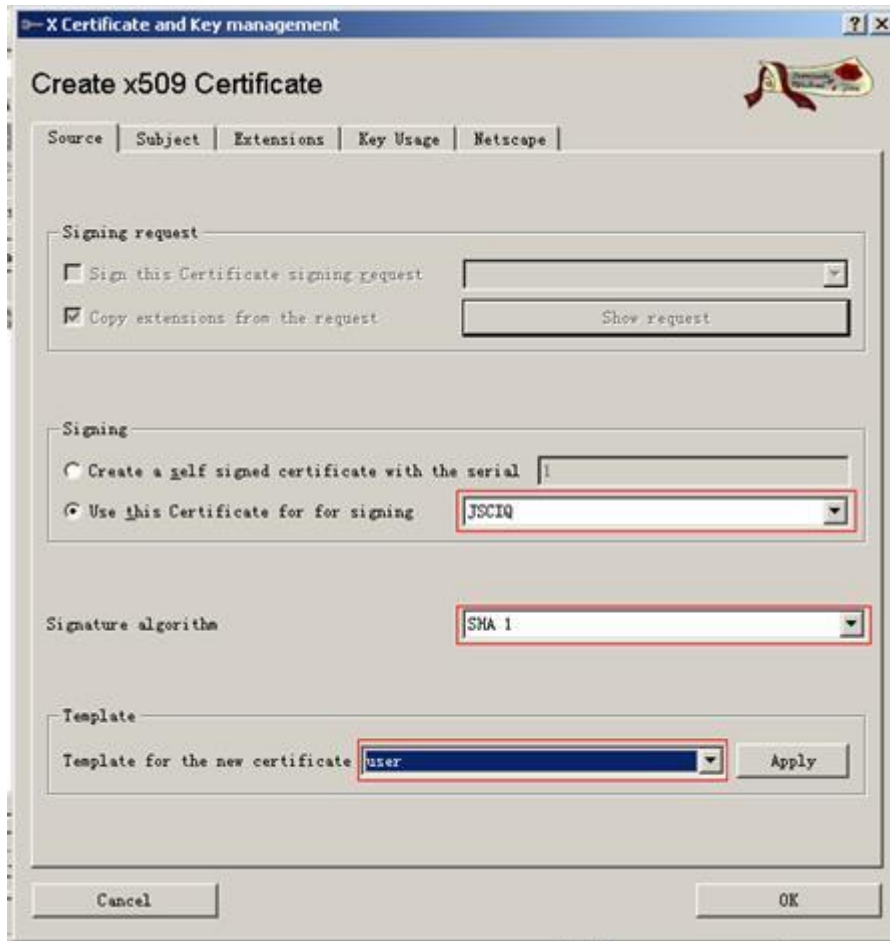 X Certificate and Key management
Create x509 Certificate
Source Subject Extensions Key Usage Netscape
Signing request
Sign this Certificate signing request
Copy extensions from the request Show request
Signing
Create a self signed certificate with the serial 1
Use this Certificate for for signing JSCIQ
Signature algorithm SHA 1
Template
Template for the new certificate user Apply
Cancel OK